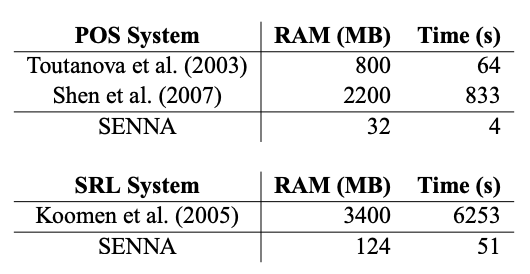 POS System RAM (MB) Time (s)
Toutanova et al. (2003) 800 64
Shen et al. (2007) 2200 833
SENNA 32 4
SRL System RAM (MB) Time (s)
Koomen et al. (2005) 3400 6253
SENNA 124 51